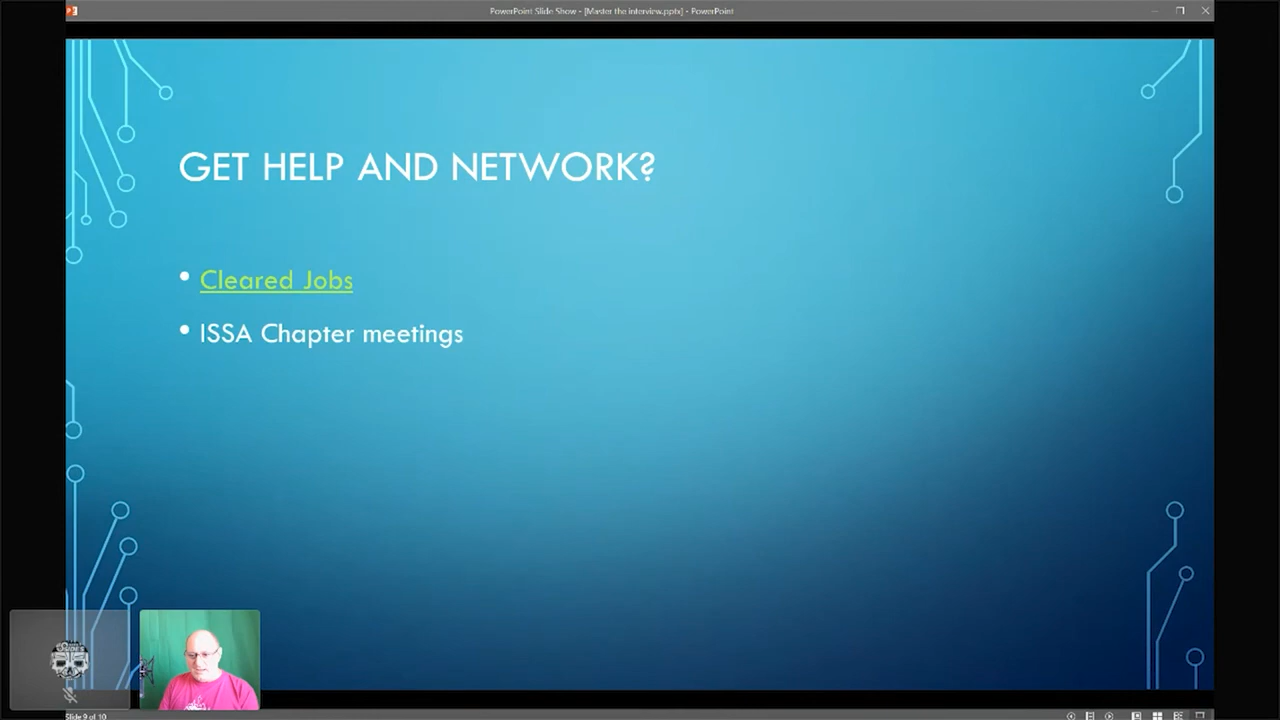 PowerPoint Slide Show - [Master the interview.pptx] - PowerPoint
GET HELP AND NETWORK?
• Cleared Jobs
• ISSA Chapter meetings
Slide 9 of 10